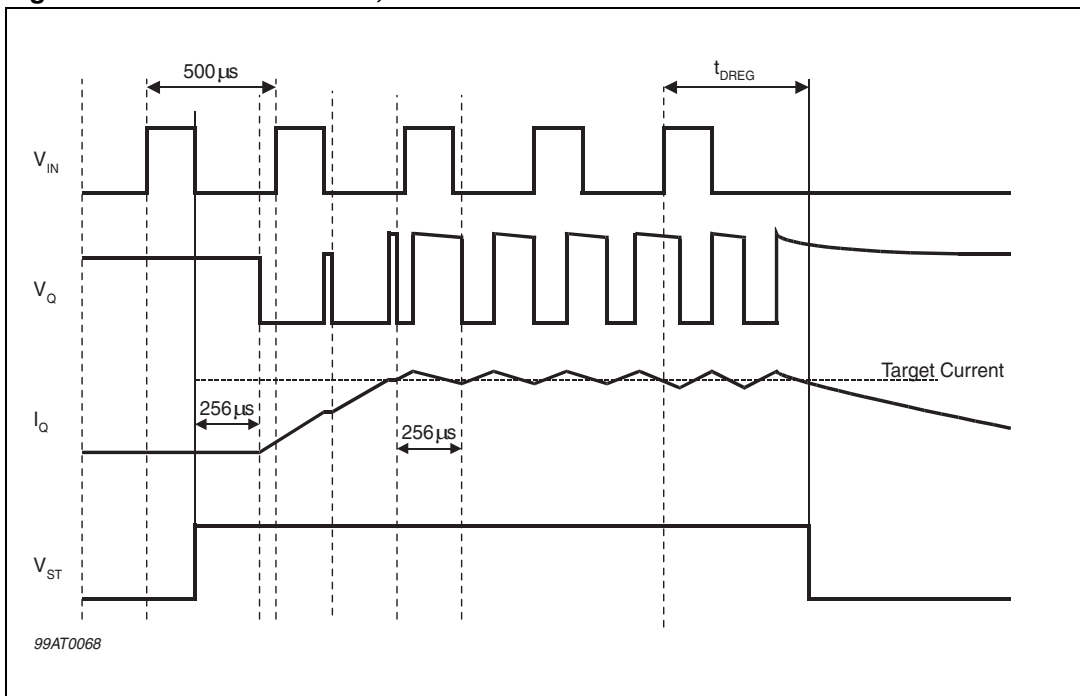 500μs
tDREG
VIN
VQ
Target Current
256μs
IQ
256μs
VST
99AT0068